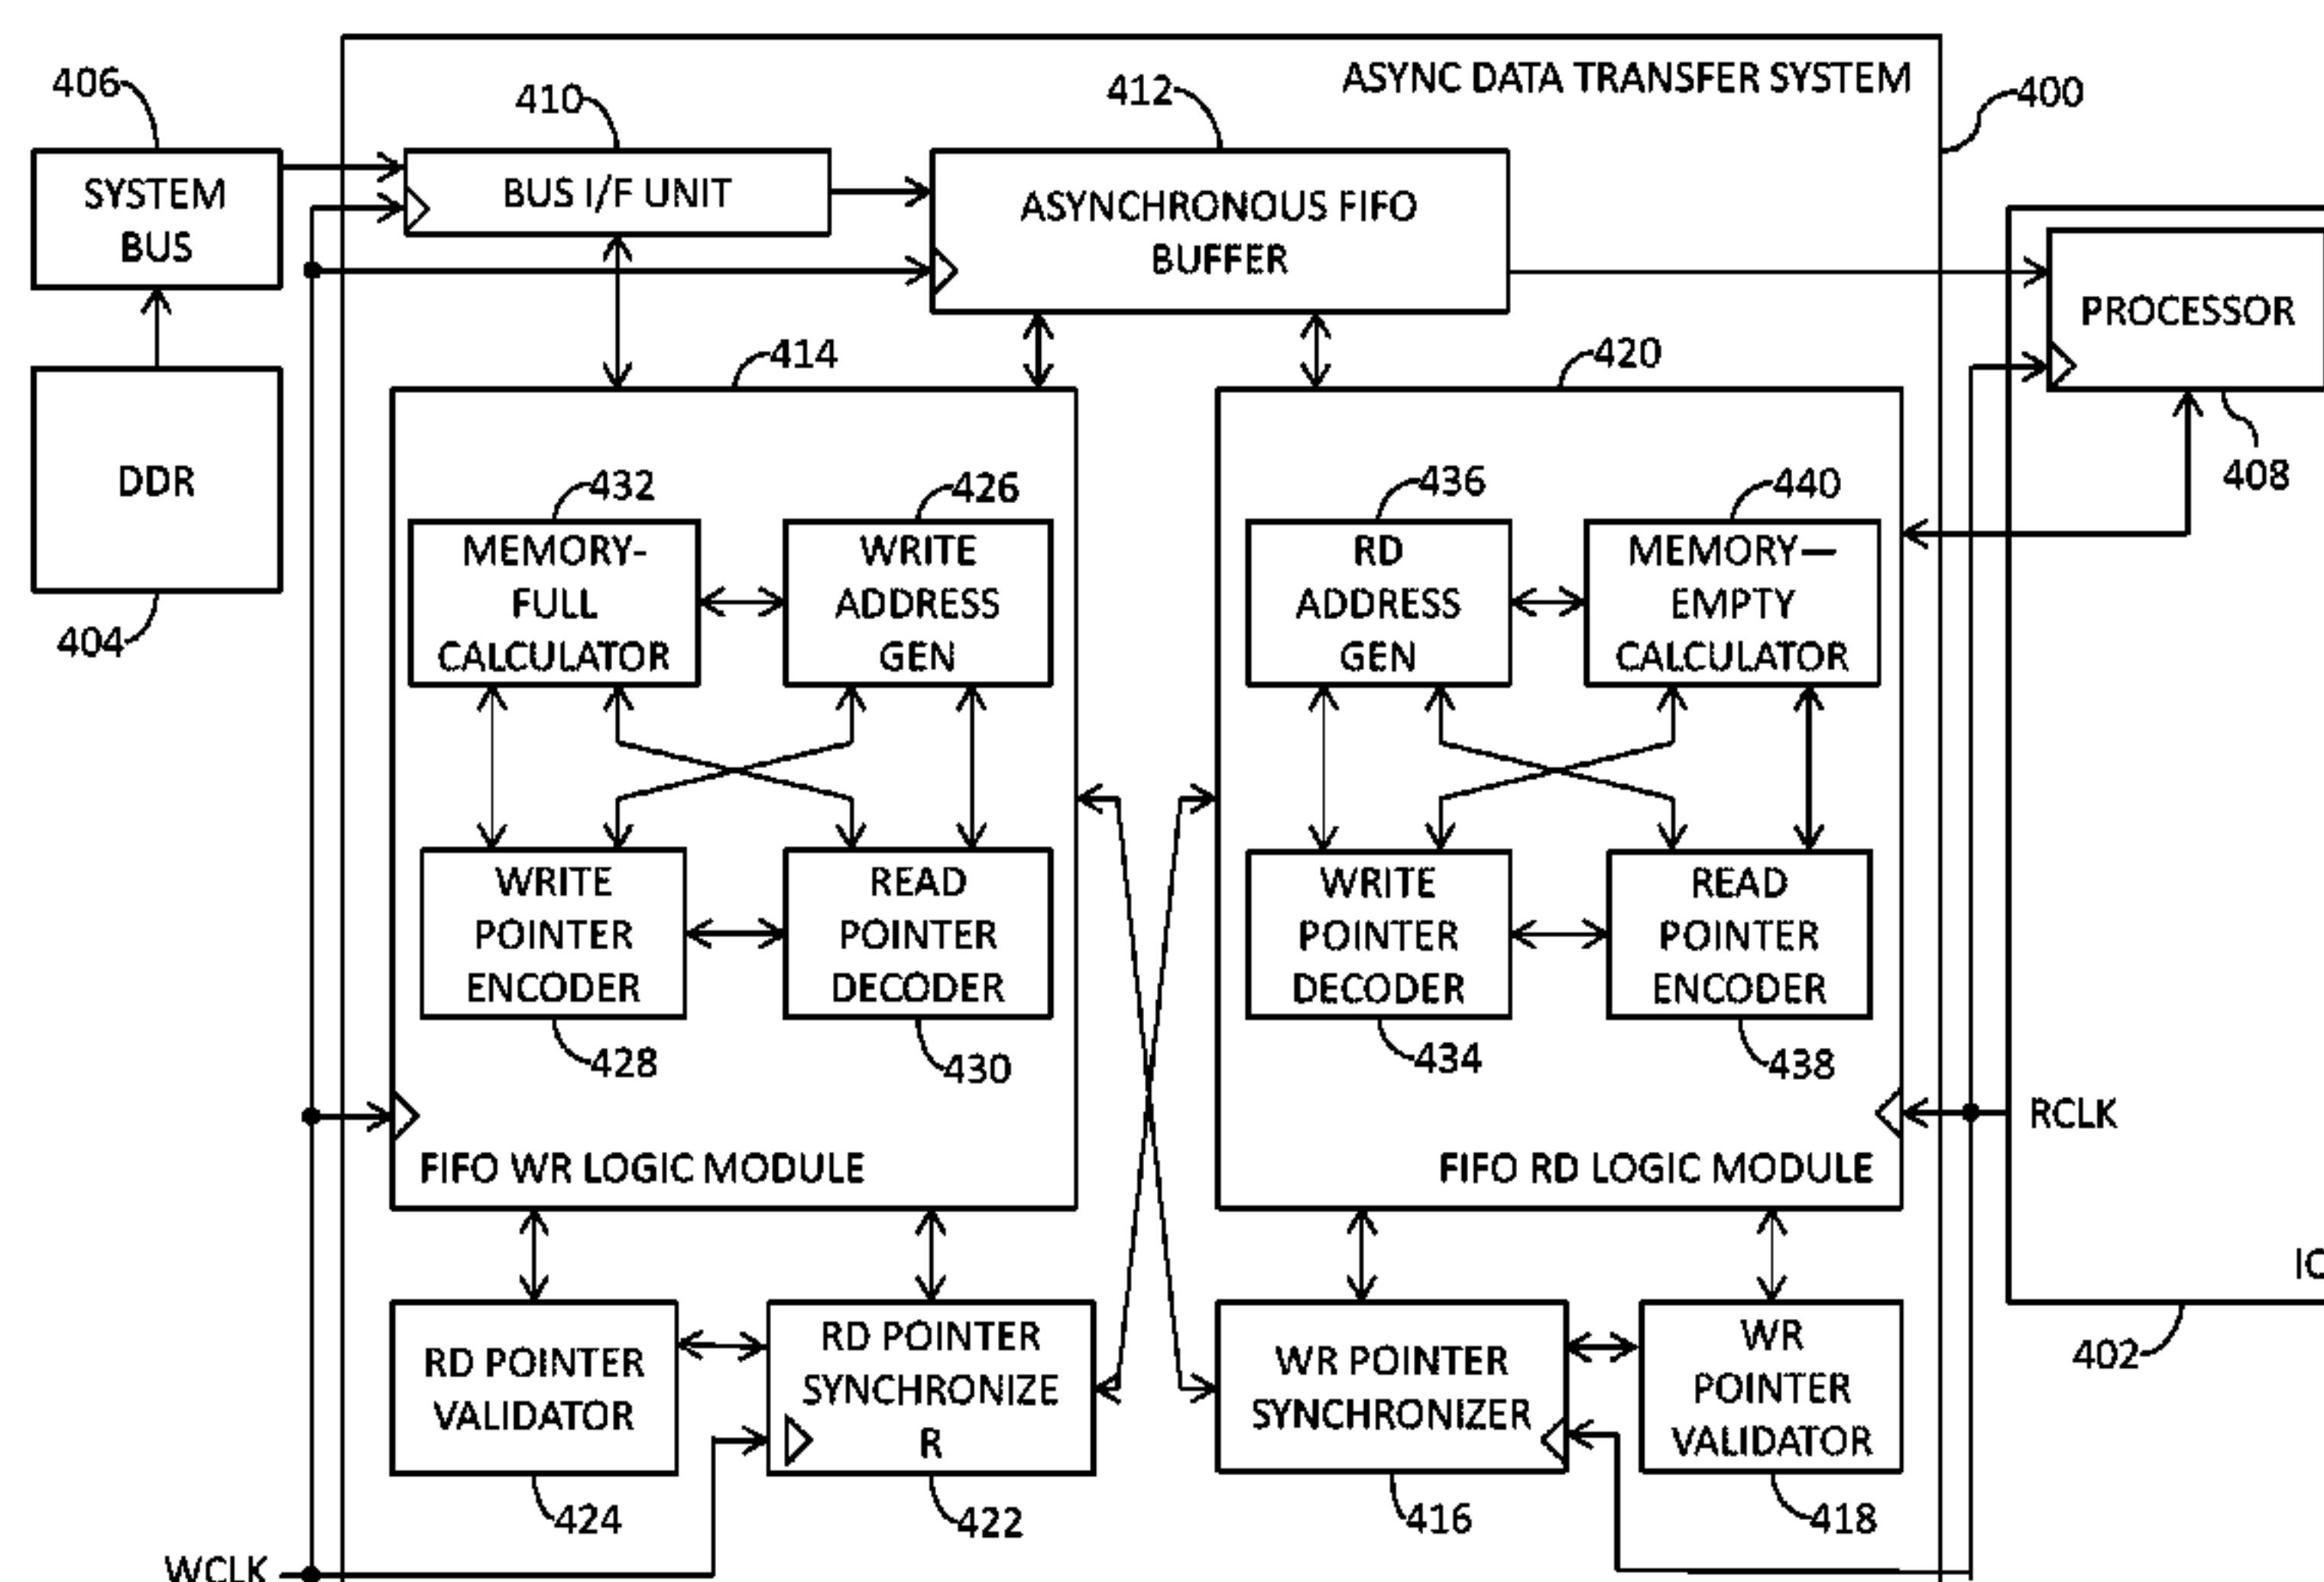 ASYNC DATA TRANSFER SYSTEM
406
410
412
400
SYSTEM
BUS
BUS I/F UNIT
ASYNCHRONOUS FIFO
BUFFER
PROCESSOR
408
DDR
404
414
420
432
426
436
440
MEMORY-
FULL
CALCULATOR
WRITE
ADDRESS
GEN
RD
ADDRESS
GEN
MEMORY—
EMPTY
CALCULATOR
WRITE
POINTER
ENCODER
READ
POINTER
DECODER
WRITE
POINTER
DECODER
READ
POINTER
ENCODER
428
430
434
438
RCLK
FIFO WR LOGIC MODULE
FIFO RD LOGIC MODULE
402
RD POINTER
VALIDATOR
RD POINTER
SYNCHRONIZE
R
WR POINTER
SYNCHRONIZER
WR
POINTER
VALIDATOR
424
422
416
418
WCLK